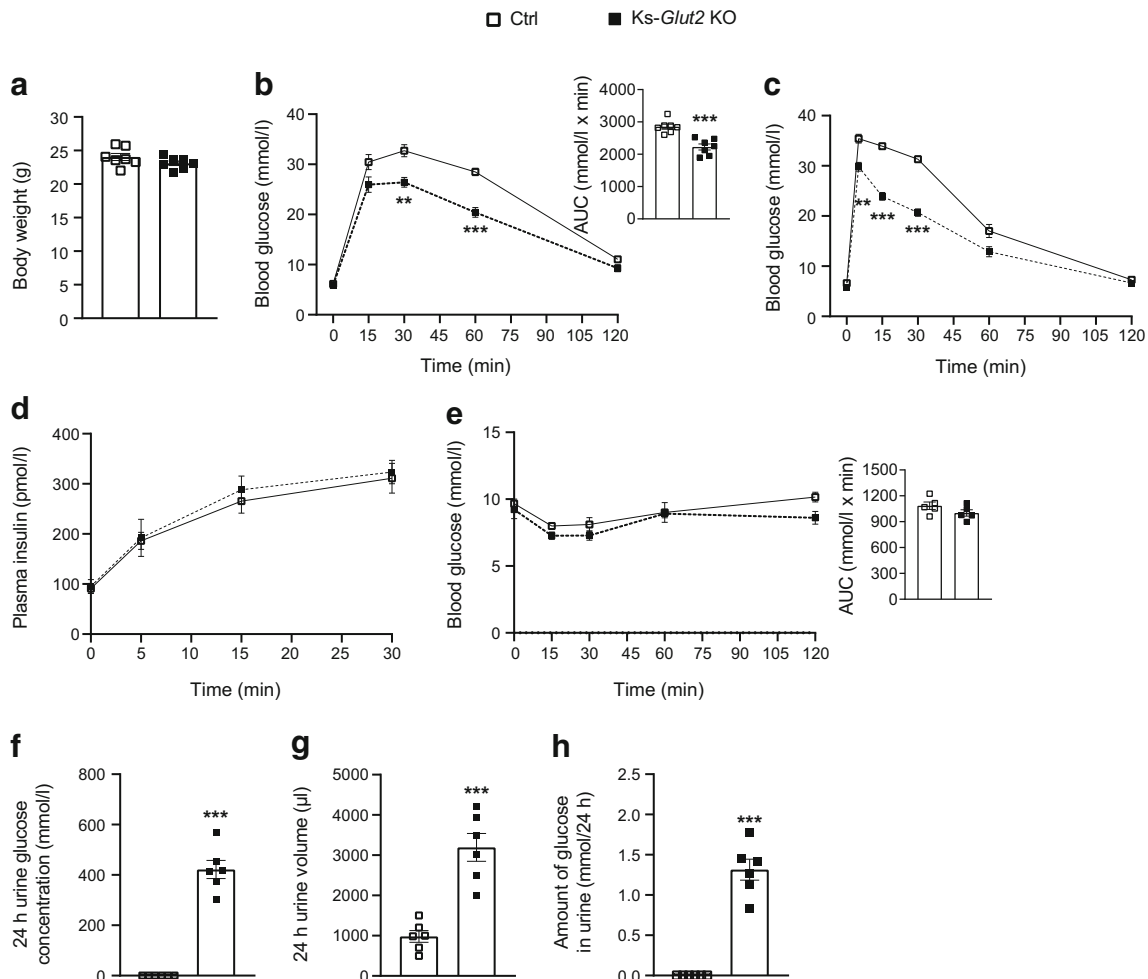 Ctrl Ks-Glut2 KO
a
Body weight (g)
30
25
20
15
10
5
0
b
Blood glucose (mmol/l)
40
30
20
10
0
**
***
0 15 30 45 60 75 90 105 120
Time (min)
AUC (mmol/l x min)
4000
3000
2000
1000
0
***
c
Blood glucose (mmol/l)
40
30
20
10
0
**
***
***
0 15 30 45 60 75 90 105 120
Time (min)
d
Plasma insulin (pmol/l)
400
300
200
100
0
0 5 10 15 20 25 30
Time (min)
e
Blood glucose (mmol/l)
15
10
5
0
0 15 30 45 60 75 90 105 120
Time (min)
AUC (mmol/l x min)
1500
1200
900
600
300
0
f
24 h urine glucose
concentration (mmol/l)
800
600
400
200
0
***
g
24 h urine volume (µl)
5000
4000
3000
2000
1000
0
***
h
Amount of glucose
in urine (mmol/24 h)
2.5
2.0
1.5
1.0
0.5
0.0
***